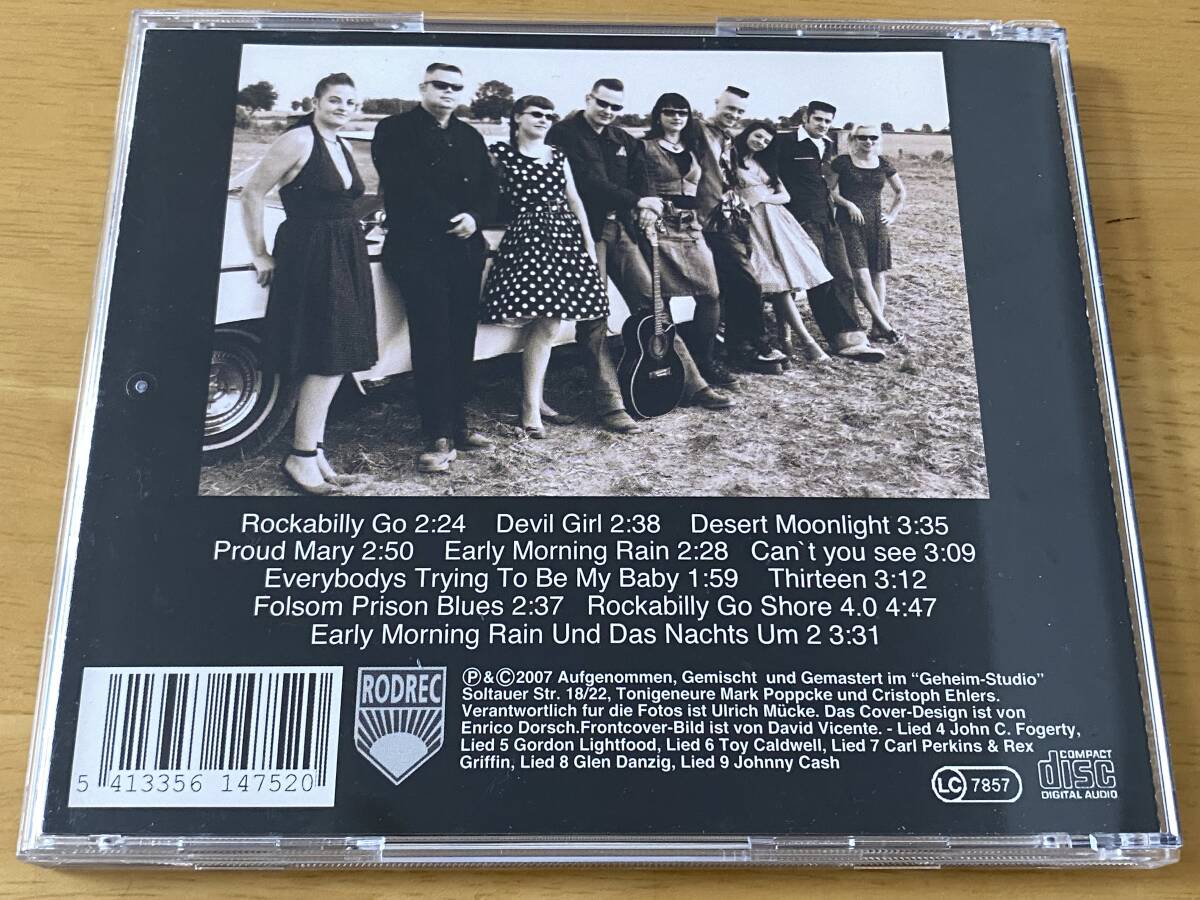 Rockabilly Go 2:24 Devil Girl 2:38 Desert Moonlight 3:35
Proud Mary 2:50 Early Morning Rain 2:28 Can`t you see 3:09
Everybodys Trying To Be My Baby 1:59 Thirteen 3:12
Folsom Prison Blues 2:37 Rockabilly Go Shore 4.0 4:47
Early Morning Rain Und Das Nachts Um 2 3:31
5 413356 147520
RODREC
℗&©2007 Aufgenommen, Gemischt und Gemastert im “Geheim-Studio”
Soltauer Str. 18/22, Tonigeneure Mark Poppcke und Cristoph Ehlers.
Verantwortlich fur die Fotos ist Ulrich Mücke. Das Cover-Design ist von
Enrico Dorsch.Frontcover-Bild ist von David Vicente. - Lied 4 John C. Fogerty,
Lied 5 Gordon Lightfood, Lied 6 Toy Caldwell, Lied 7 Carl Perkins & Rex
Griffin, Lied 8 Glen Danzig, Lied 9 Johnny Cash
LC 7857
COMPACT
disc
DIGITAL AUDIO